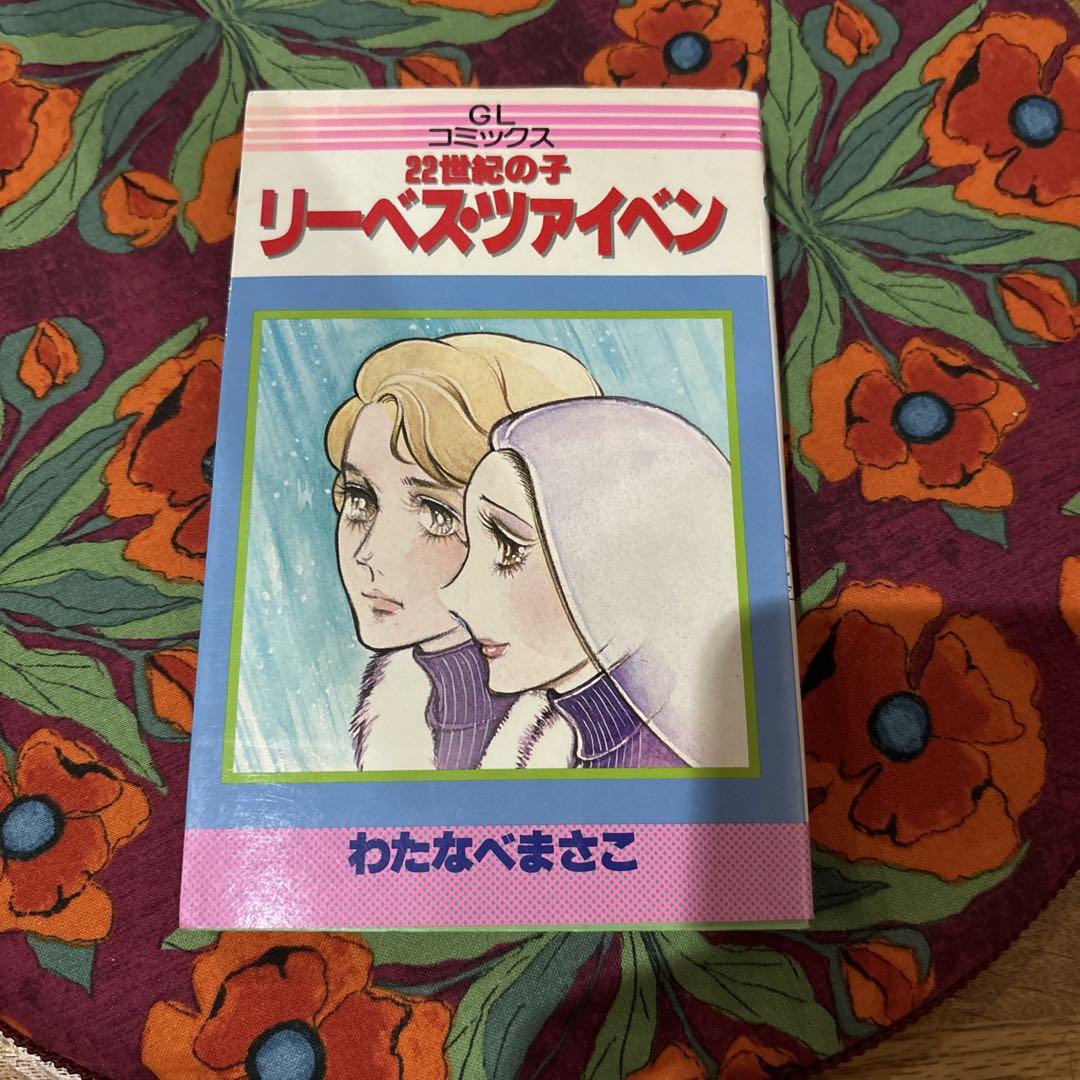 GL
コミックス
22世紀の子
リーベス・ツァイベン
わたなべまさこ